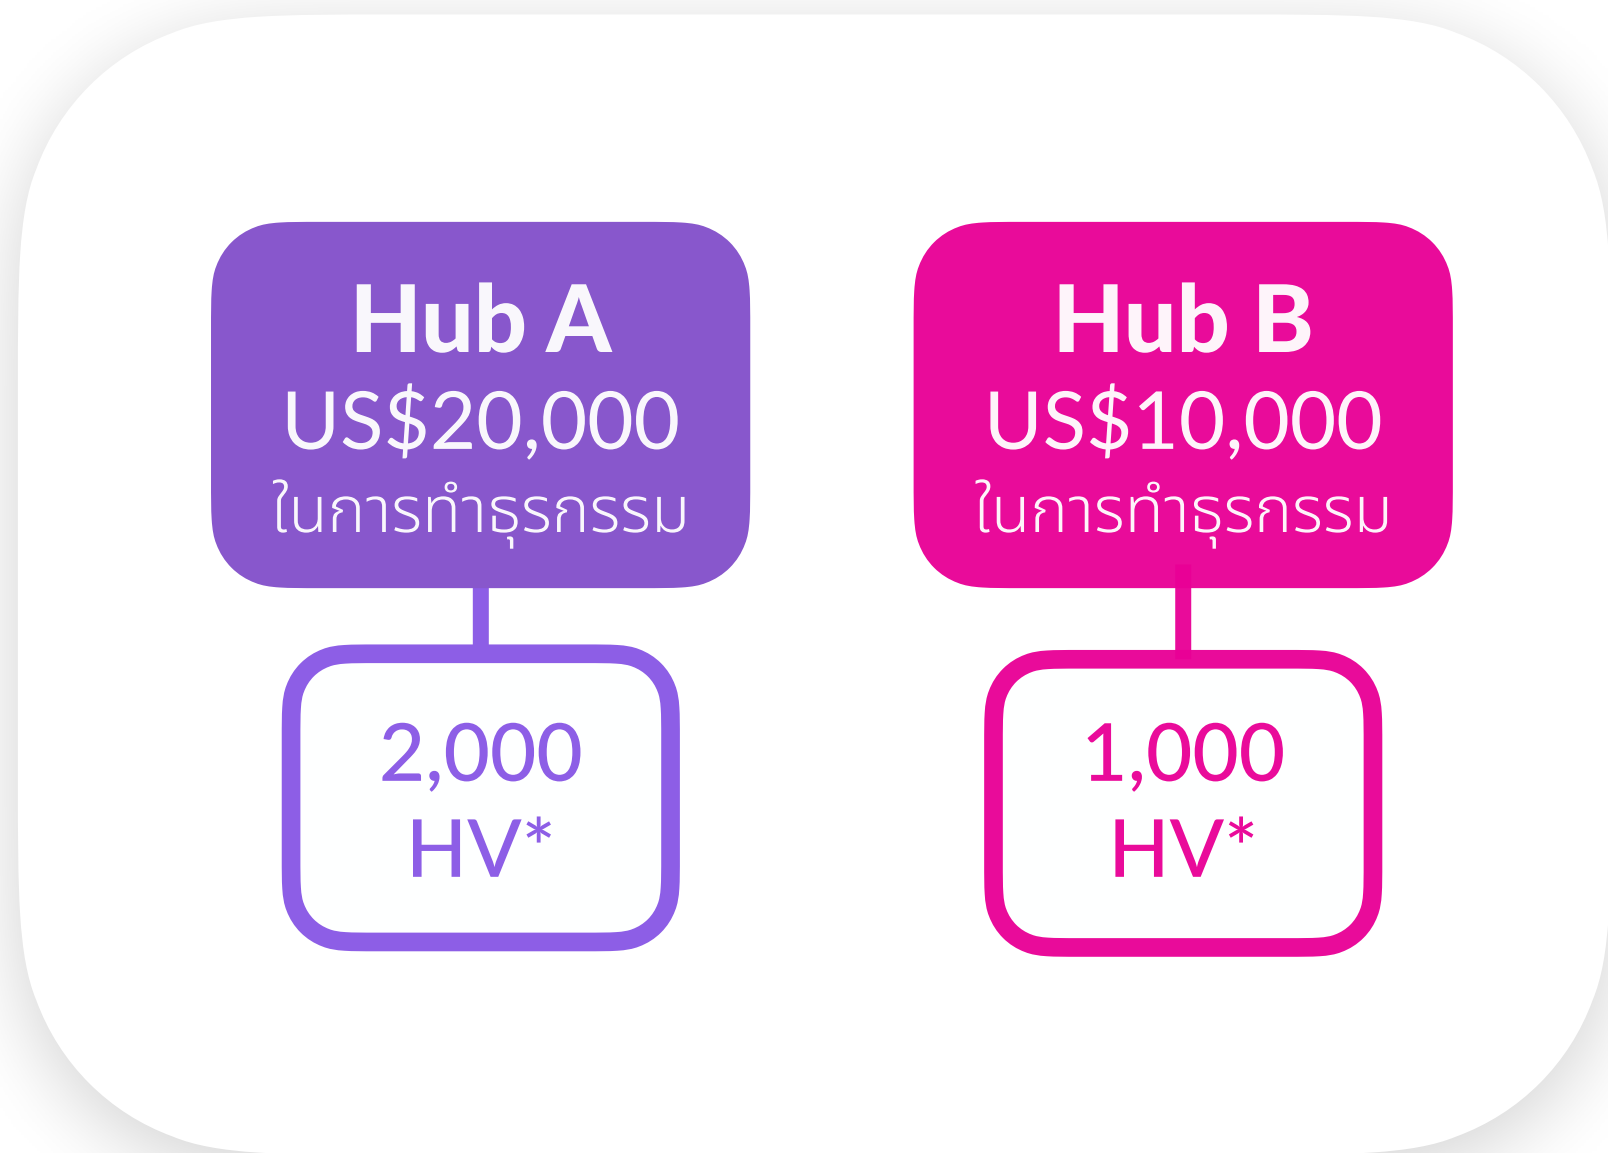 Hub A
US$20,000
ในการทำธุรกรรม
2,000
HV*
Hub B
US$10,000
ในการทำธุรกรรม
1,000
HV*